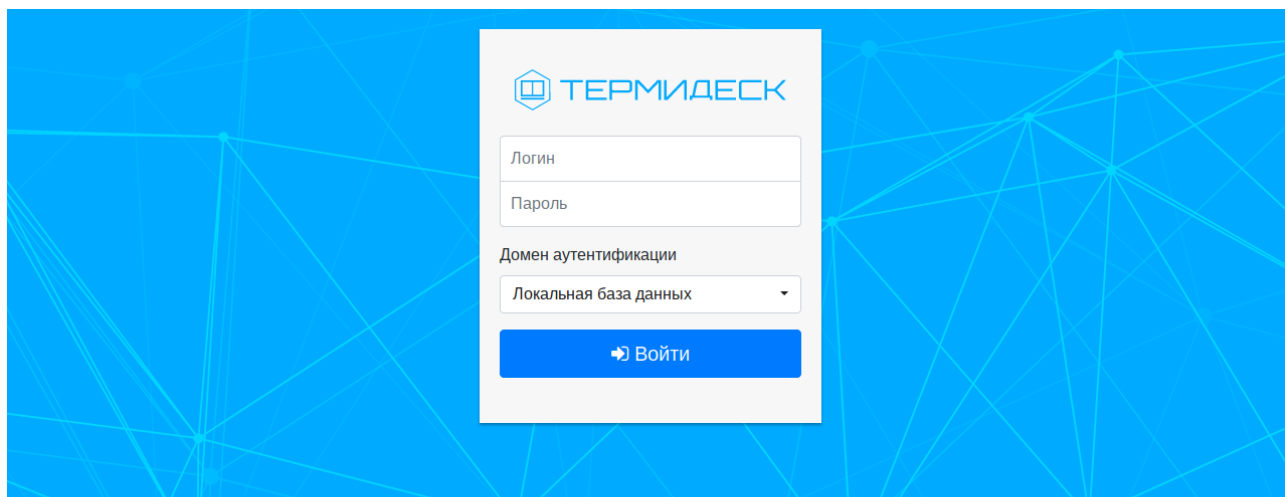 ТЕРМИДЕСК
Логин
Пароль
Домен аутентификации
Локальная база данных
Войти